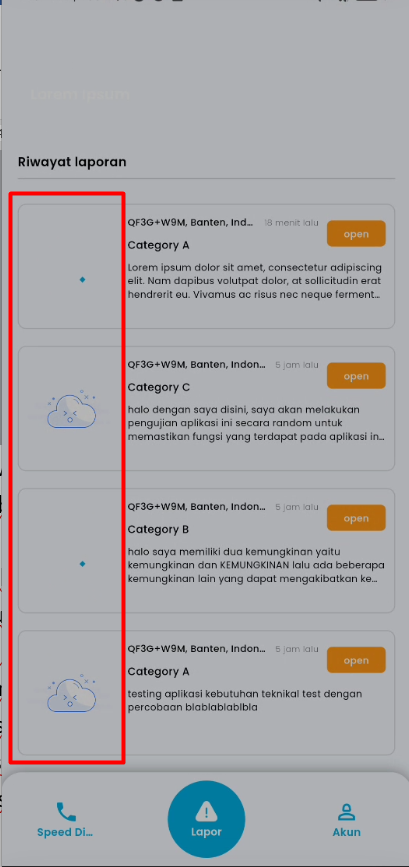 Riwayat laporan
QF3G+W9M, Banten, Ind... 18 menit lalu open
Category A
Lorem ipsum dolor sit amet, consectetur adipiscing
elit. Nam dapibus volutpat dolor, at sollicitudin erat
hendrerit eu. Vivamus ac risus nec neque ferment...
QF3G+W9M, Banten, Indon... 5 jam lalu open
Category C
halo dengan saya disini, saya akan melakukan
pengujian aplikasi ini secara random untuk
memastikan fungsi yang terdapat pada aplikasi in...
QF3G+W9M, Banten, Indon... 5 jam lalu open
Category B
halo saya memiliki dua kemungkinan yaitu
kemungkinan dan KEMUNGKINAN lalu ada beberapa
kemungkinan lain yang dapat mengakibatkan ke...
QF3G+W9M, Banten, Indon... 5 jam lalu open
Category A
testing aplikasi kebutuhan teknikal test dengan
percobaan blablablablbla
Speed Di... Lapor Akun